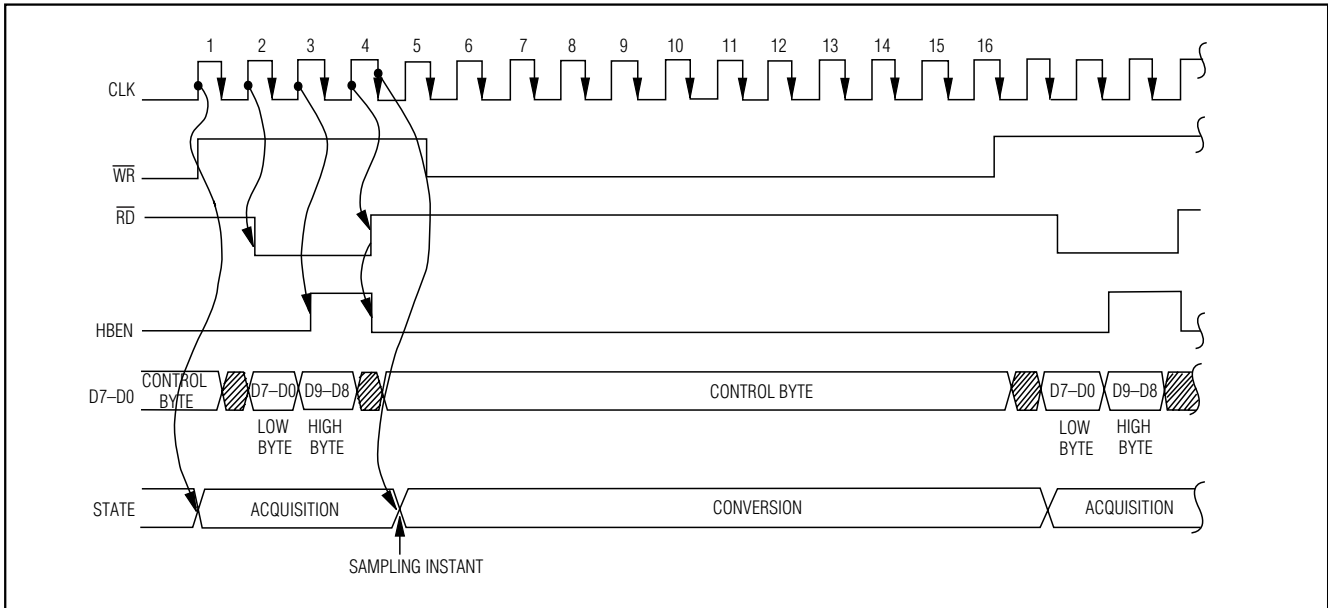 1 2 3 4 5 6 7 8 9 10 11 12 13 14 15 16
CLK
W̅R̅
R̅D̅
HBEN
D7–D0
CONTROL
BYTE
D7–D0
D9–D8
CONTROL BYTE
D7–D0
D9–D8
LOW
BYTE
HIGH
BYTE
LOW
BYTE
HIGH
BYTE
STATE
ACQUISITION
CONVERSION
ACQUISITION
SAMPLING INSTANT